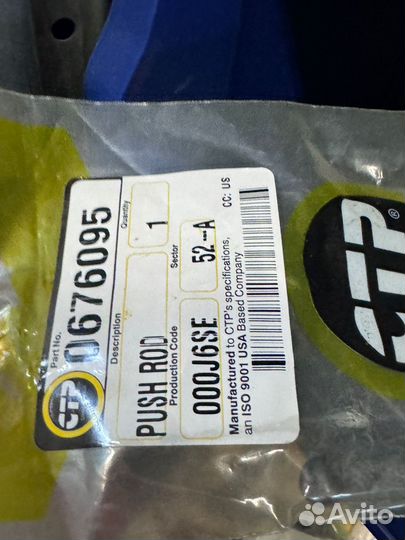 CTP
Part No.
0676095
Description
Quantity
PUSH ROD
1
Production Code
Sector
000J6SE
52--A
Manufactured to CTP's specifications,
an ISO 9001 USA Based Company
CC: US
CTP®
Avito